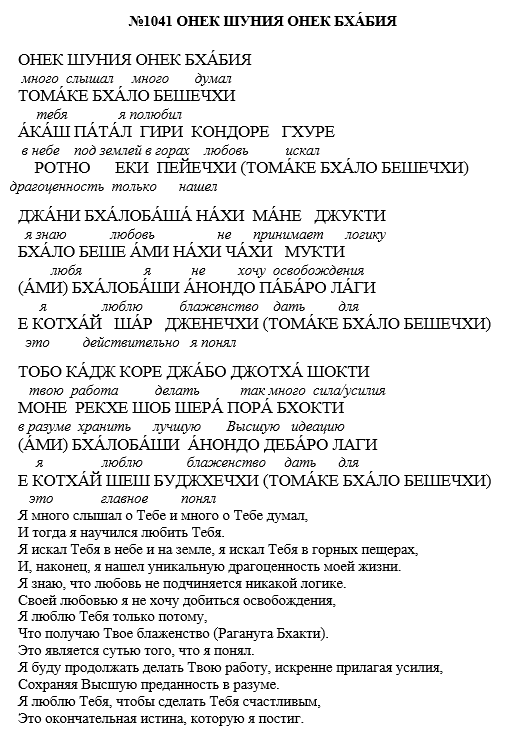 №1041 ОНЕК ШУНИЯ ОНЕК БХА́БИЯ
ОНЕК ШУНИЯ ОНЕК БХА́БИЯ
много слышал много думал
ТОМА́КЕ БХА́ЛО БЕШЕЧХИ
тебя я полюбил
А́КА́Ш ПА́ТА́Л ГИРИ КОНДОРЕ ГХУРЕ
в небе под землей в горах любовь искал
РОТНО ЕКИ ПЕЙЕЧХИ (ТОМА́КЕ БХА́ЛО БЕШЕЧХИ)
драгоценность только нашел
ДЖА́НИ БХА́ЛОБА́ША́ НА́ХИ МА́НЕ ДЖУКТИ
я знаю любовь не принимает логику
БХА́ЛО БЕШЕ А́МИ НА́ХИ ЧА́ХИ МУКТИ
любя я не хочу освобождения
(А́МИ) БХА́ЛОБА́ШИ А́НОНДО ПА́БА́РО ЛА́ГИ
я люблю блаженство дать для
Е КОТХА́Й ША́Р ДЖЕНЕЧХИ (ТОМА́КЕ БХА́ЛО БЕШЕЧХИ)
это действительно я понял
ТОБО КА́ДЖ КОРЕ ДЖА́БО ДЖОТХА́ ШОКТИ
твою работа делать так много сила/усилия
МОНЕ РЕКХЕ ШОБ ШЕРА́ ПОРА́ БХОКТИ
в разуме хранить лучшую Высшую идеацию
(А́МИ) БХА́ЛОБА́ШИ А́НОНДО ДЕБА́РО ЛАГИ
я люблю блаженство дать для
Е КОТХА́Й ШЕШ БУДЖХЕЧХИ (ТОМА́КЕ БХА́ЛО БЕШЕЧХИ)
это главное понял
Я много слышал о Тебе и много о Тебе думал,
И тогда я научился любить Тебя.
Я искал Тебя в небе и на земле, я искал Тебя в горных пещерах,
И, наконец, я нашел уникальную драгоценность моей жизни.
Я знаю, что любовь не подчиняется никакой логике.
Своей любовью я не хочу добиться освобождения,
Я люблю Тебя только потому,
Что получаю Твое блаженство (Рагануга Бхакти).
Это является сутью того, что я понял.
Я буду продолжать делать Твою работу, искренне прилагая усилия,
Сохраняя Высшую преданность в разуме.
Я люблю Тебя, чтобы сделать Тебя счастливым,
Это окончательная истина, которую я постиг.